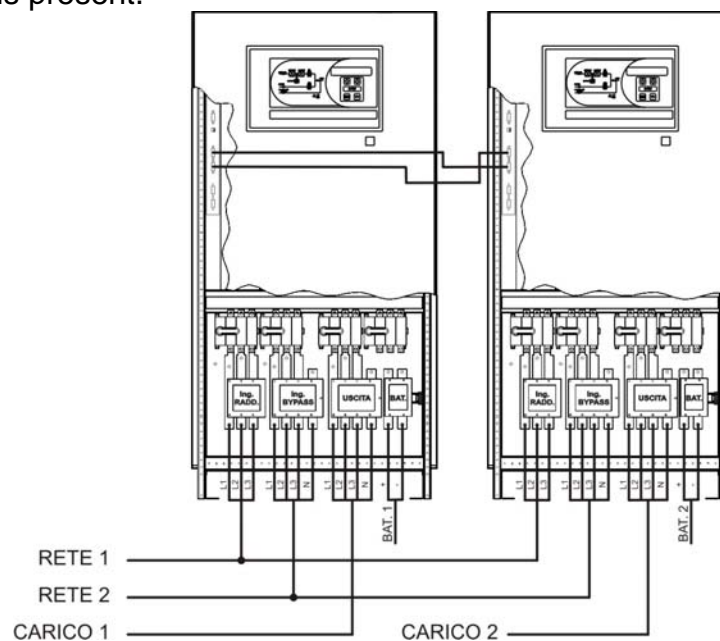 is present.
Ing. RADD.
Ing. BYPASS
USCITA
BAT.
Ing. RADD.
Ing. BYPASS
USCITA
BAT.
L1 L2 L3 L1 L2 L3 N L1 L2 L3 N + -
L1 L2 L3 L1 L2 L3 N L1 L2 L3 N + -
BAT. 1
BAT. 2
RETE 1
RETE 2
CARICO 1
CARICO 2